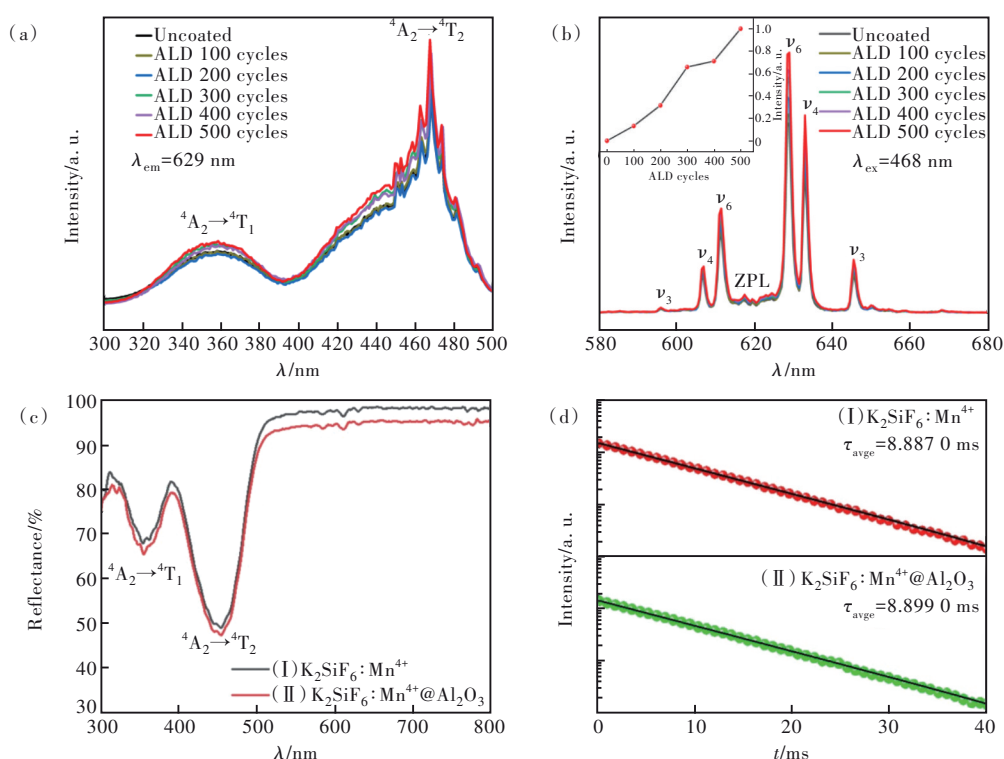 (a)
Uncoated
ALD 100 cycles
ALD 200 cycles
ALD 300 cycles
ALD 400 cycles
ALD 500 cycles
λem=629 nm
⁴A₂→⁴T₂
⁴A₂→⁴T₁
Intensity/a. u.
300 320 340 360 380 400 420 440 460 480 500
λ/nm
(b)
Uncoated
ALD 100 cycles
ALD 200 cycles
ALD 300 cycles
ALD 400 cycles
ALD 500 cycles
λex=468 nm
1.0
0.8
0.6
0.4
0.2
0
Intensity/a. u.
0 100 200 300 400 500
ALD cycles
ν₆
ν₄
ν₆
ν₄
ZPL
ν₃
ν₃
Intensity/a. u.
580 600 620 640 660 680
λ/nm
(c)
100
90
80
70
60
50
40
30
Reflectance/%
⁴A₂→⁴T₁
⁴A₂→⁴T₂
(Ⅰ)K₂SiF₆:Mn⁴⁺
(Ⅱ)K₂SiF₆:Mn⁴⁺@Al₂O₃
300 400 500 600 700 800
λ/nm
(d)
(Ⅰ)K₂SiF₆:Mn⁴⁺
τavge=8.887 0 ms
(Ⅱ)K₂SiF₆:Mn⁴⁺@Al₂O₃
τavge=8.899 0 ms
Intensity/a. u.
0 10 20 30 40
t/ms